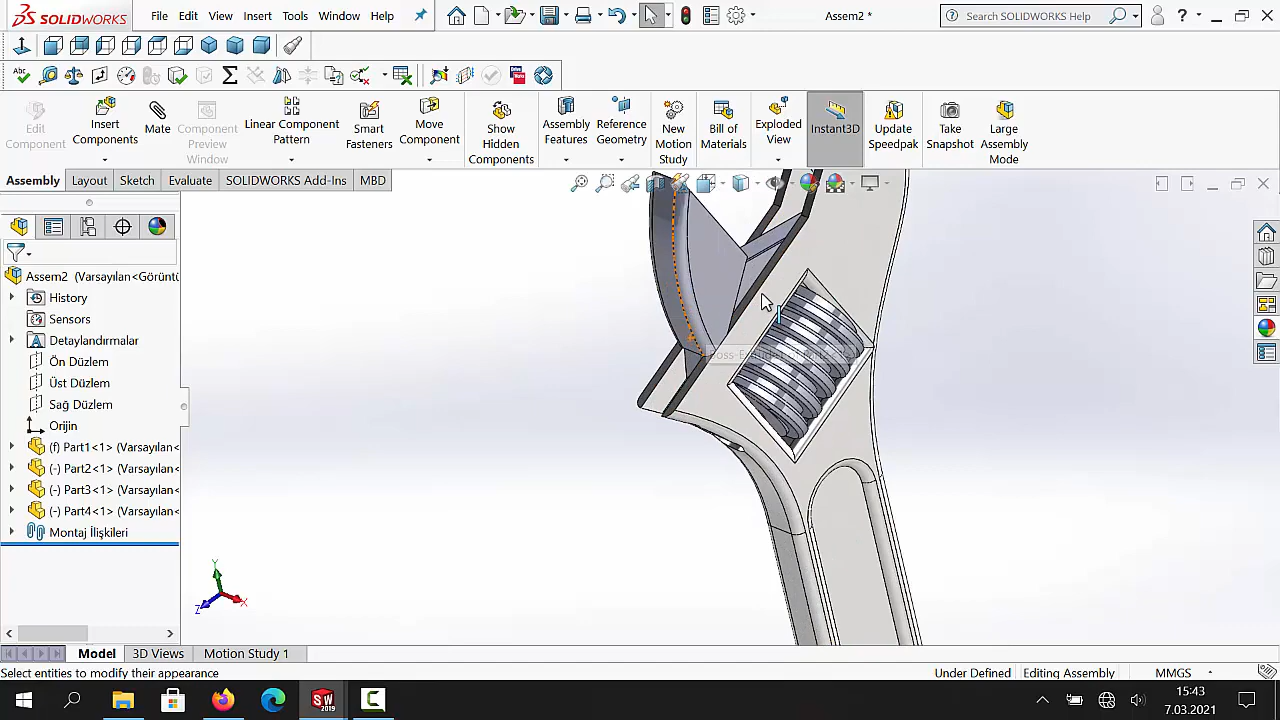 SOLIDWORKS
File Edit View Insert Tools Window Help
Assem2 *
Search SOLIDWORKS Help
?
Abc
Edit Component
Insert Components
Mate
Component Preview Window
Linear Component Pattern
Smart Fasteners
Move Component
Show Hidden Components
Assembly Features
Reference Geometry
New Motion Study
Bill of Materials
Exploded View
Instant3D
Update Speedpak
Take Snapshot
Large Assembly Mode
Assembly Layout Sketch Evaluate SOLIDWORKS Add-Ins MBD
Assem2 (Varsayılan<Görüntü
History
Sensors
Detaylandırmalar
Ön Düzlem
Üst Düzlem
Sağ Düzlem
Orijin
(f) Part1<1> (Varsayılan<
(-) Part2<1> (Varsayılan<
(-) Part3<1> (Varsayılan<
(-) Part4<1> (Varsayılan<
Montaj İlişkileri
Y
Z
X
Model 3D Views Motion Study 1
Select entities to modify their appearance
Under Defined
Editing Assembly
MMGS
SW
2019
15:43
7.03.2021